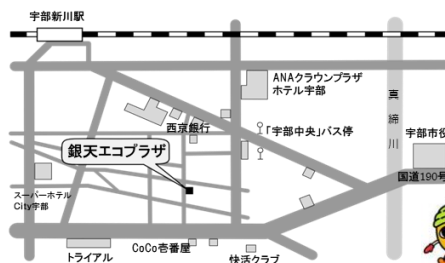 宇部新川駅
ANAクラウンプラザ
ホテル宇部
真締川
西京銀行
「宇部中央」バス停
宇部市役
銀天エコプラザ
国道190号
スーパーホテル
City宇部
CoCo壱番屋
トライアル
快活クラブ